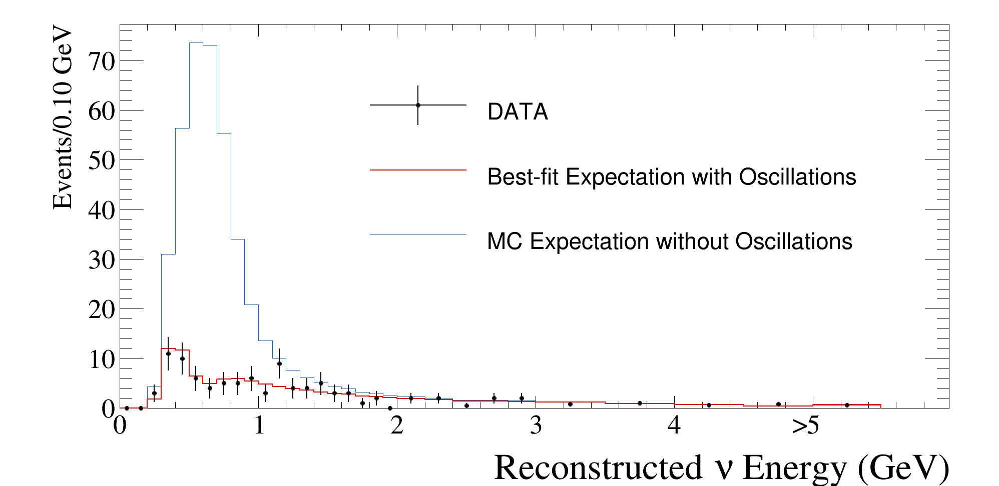 Events/0.10 GeV
70
60
50
40
30
20
10
0
DATA
Best-fit Expectation with Oscillations
MC Expectation without Oscillations
0 1 2 3 4 >5
Reconstructed ν Energy (GeV)